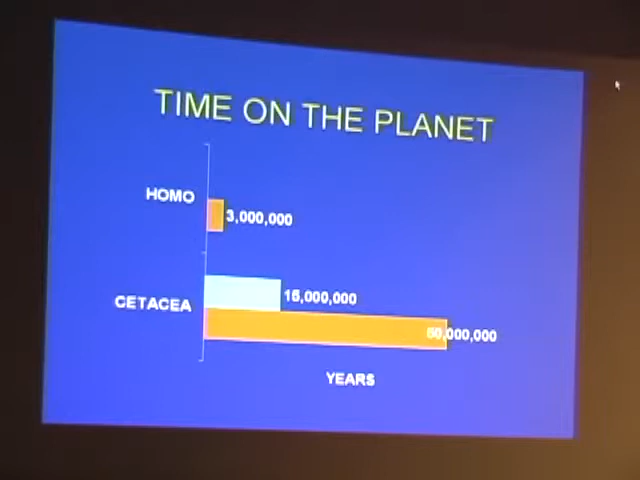 TIME ON THE PLANET
HOMO
3,000,000
15,000,000
CETACEA
50,000,000
YEARS